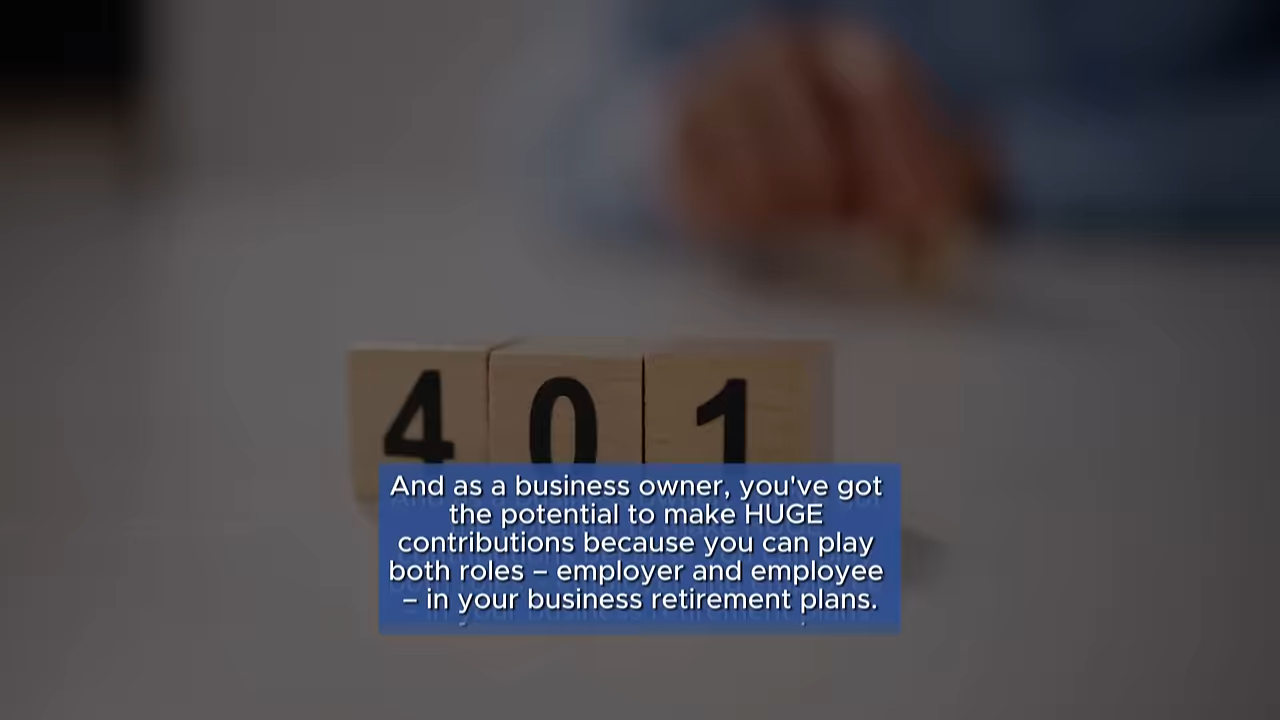 401
And as a business owner, you've got
the potential to make HUGE
contributions because you can play
both roles – employer and employee
– in your business retirement plans.